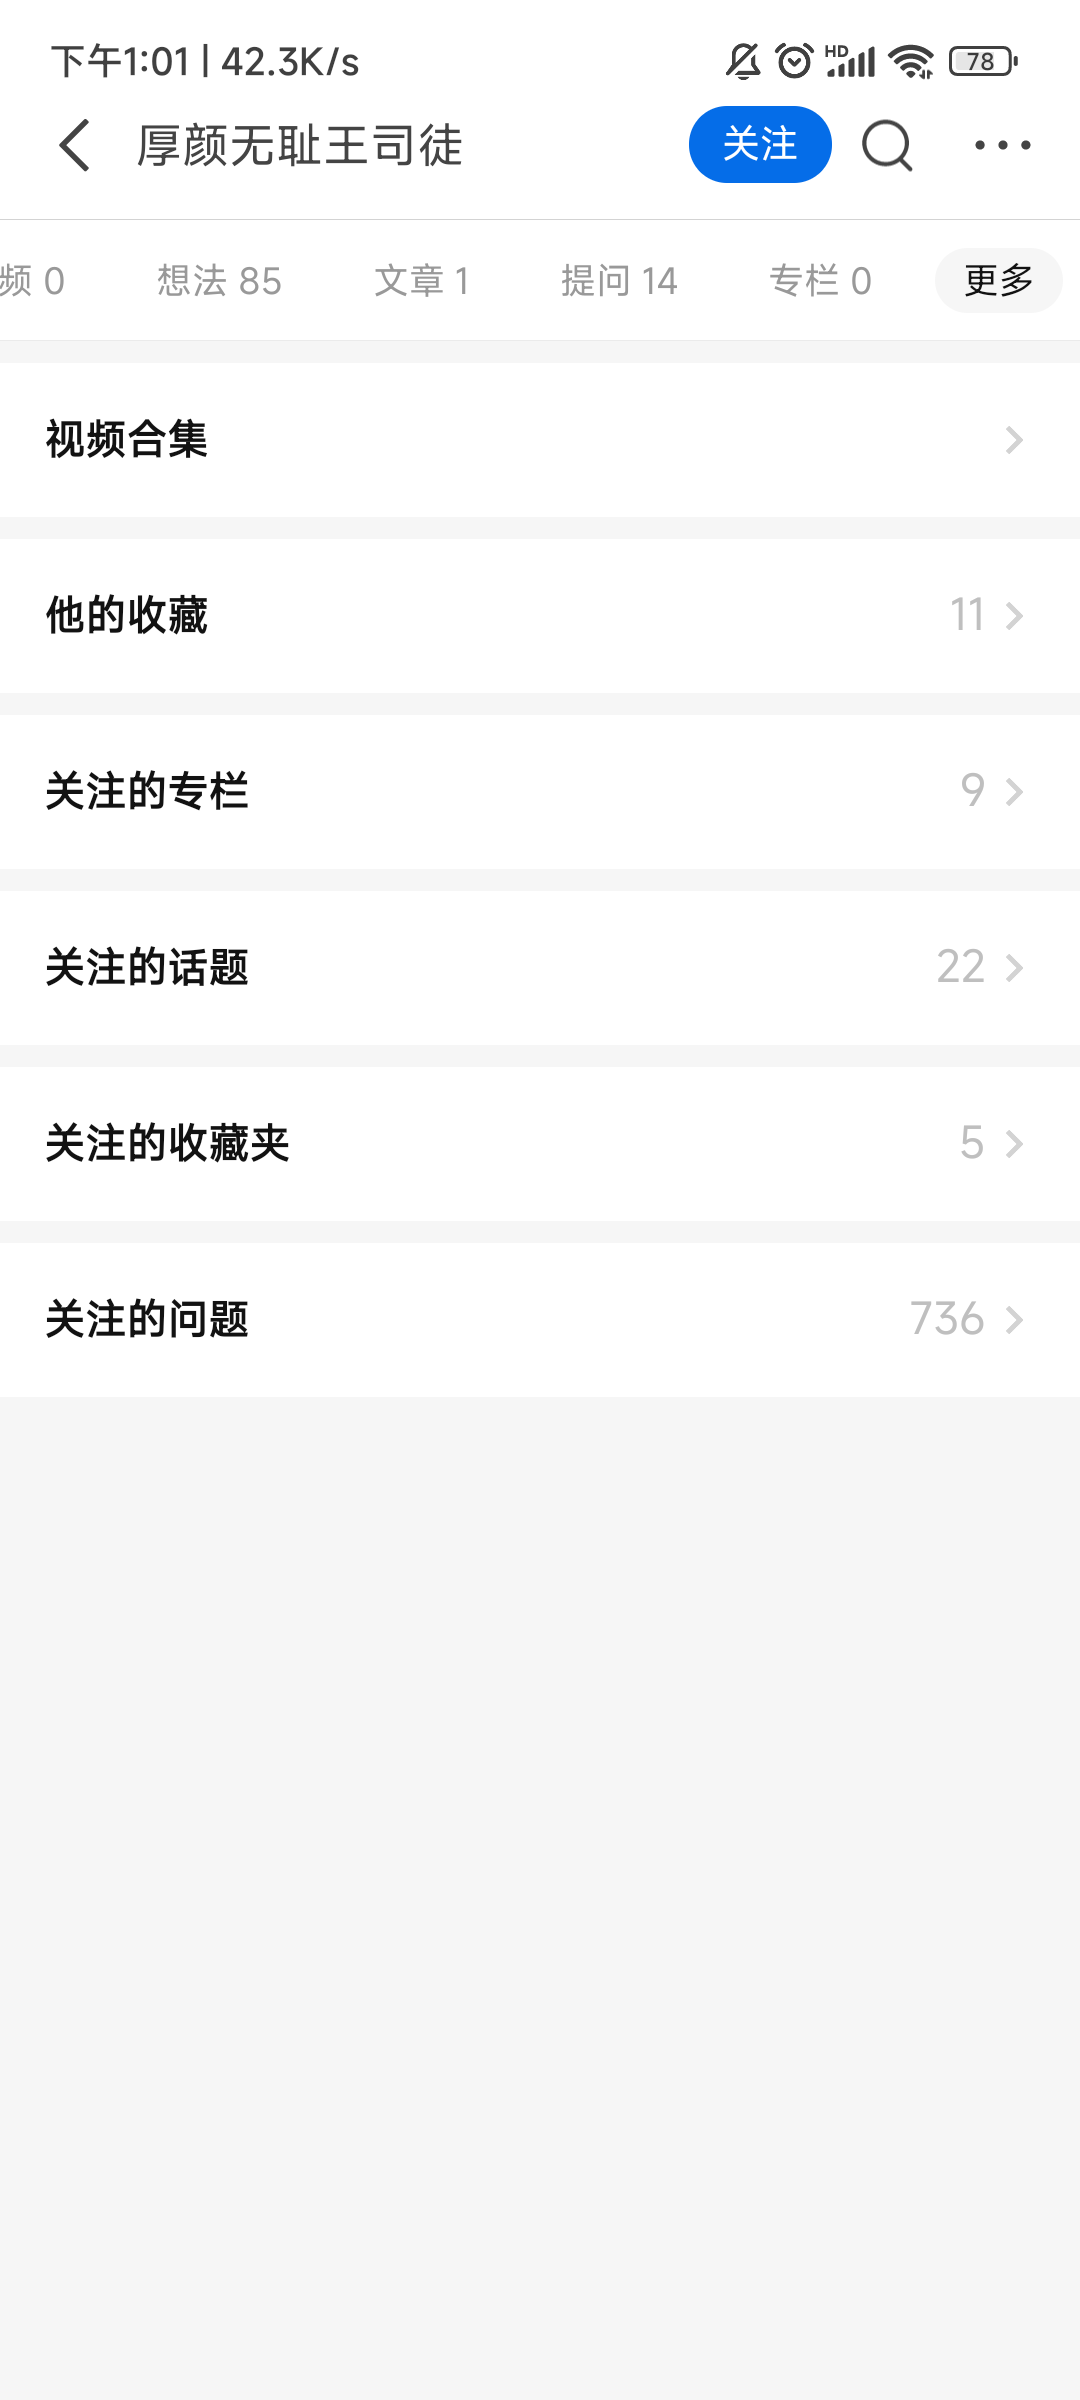 下午1:01 | 42.3K/s HD 78
厚颜无耻王司徒 关注
频 0 想法 85 文章 1 提问 14 专栏 0 更多
视频合集
他的收藏 11
关注的专栏 9
关注的话题 22
关注的收藏夹 5
关注的问题 736